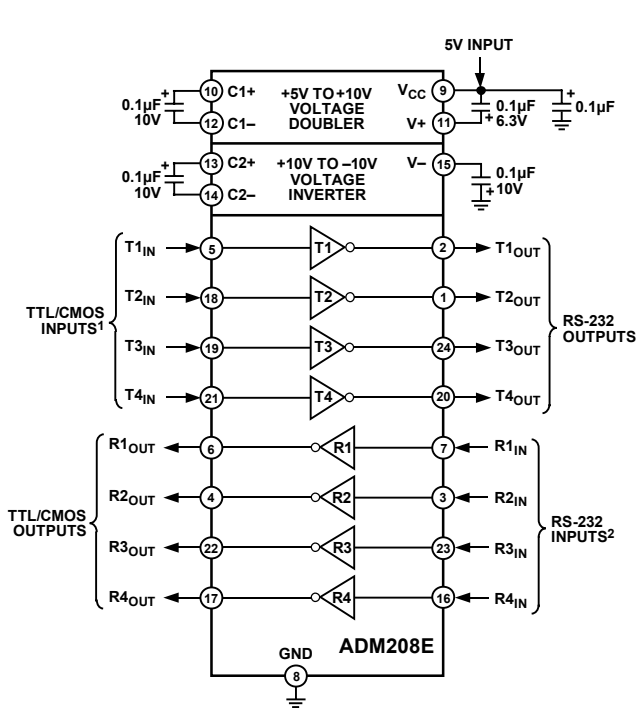 5V INPUT
10 C1+ +5V TO +10V VOLTAGE DOUBLER VCC 9
0.1µF 10V
12 C1– V+ 11
+ 0.1µF 6.3V
+ 0.1µF
13 C2+ +10V TO –10V VOLTAGE INVERTER V– 15
+ 0.1µF 10V
14 C2–
0.1µF +10V
T1IN 5 T1 2 T1OUT
T2IN 18 T2 1 T2OUT
TTL/CMOS INPUTS1
RS-232 OUTPUTS
T3IN 19 T3 24 T3OUT
T4IN 21 T4 20 T4OUT
R1OUT 6 R1 7 R1IN
R2OUT 4 R2 3 R2IN
TTL/CMOS OUTPUTS
RS-232 INPUTS2
R3OUT 22 R3 23 R3IN
R4OUT 17 R4 16 R4IN
GND
8
ADM208E